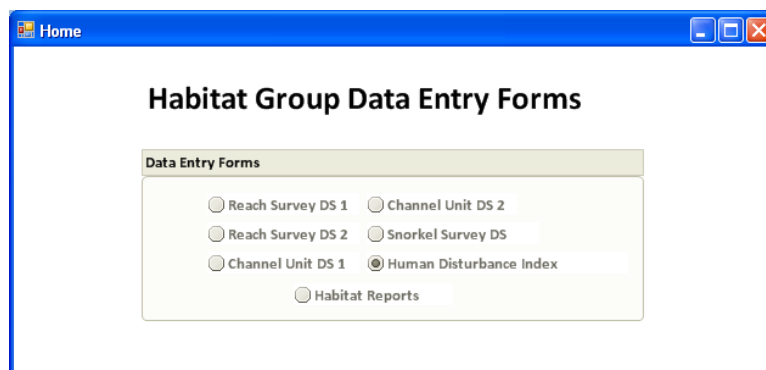 Home
Habitat Group Data Entry Forms
Data Entry Forms
Reach Survey DS 1 Channel Unit DS 2
Reach Survey DS 2 Snorkel Survey DS
Channel Unit DS 1 Human Disturbance Index
Habitat Reports